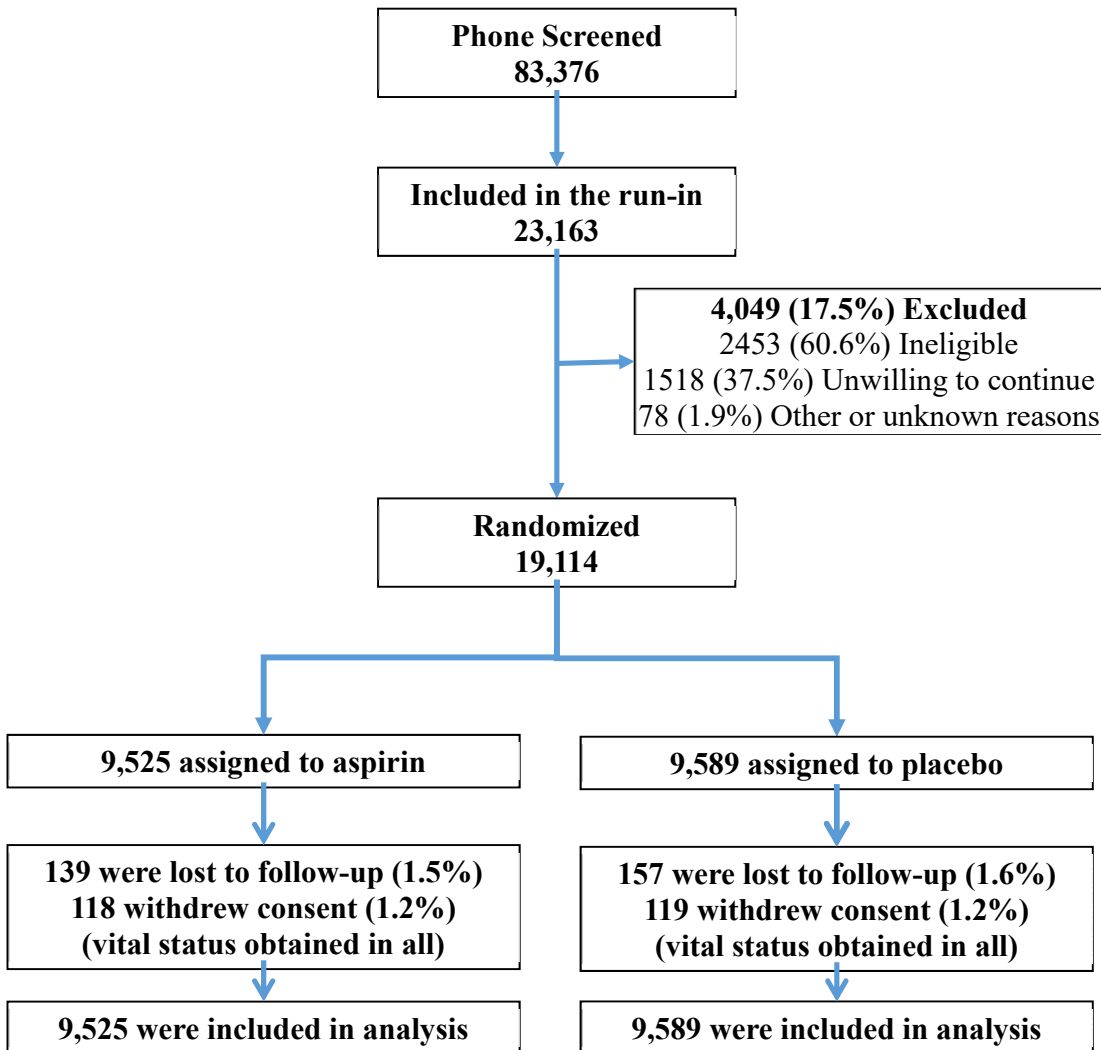 Phone Screened
83,376
Included in the run-in
23,163
4,049 (17.5%) Excluded
2453 (60.6%) Ineligible
1518 (37.5%) Unwilling to continue
78 (1.9%) Other or unknown reasons
Randomized
19,114
9,525 assigned to aspirin
9,589 assigned to placebo
139 were lost to follow-up (1.5%)
118 withdrew consent (1.2%)
(vital status obtained in all)
157 were lost to follow-up (1.6%)
119 withdrew consent (1.2%)
(vital status obtained in all)
9,525 were included in analysis
9,589 were included in analysis